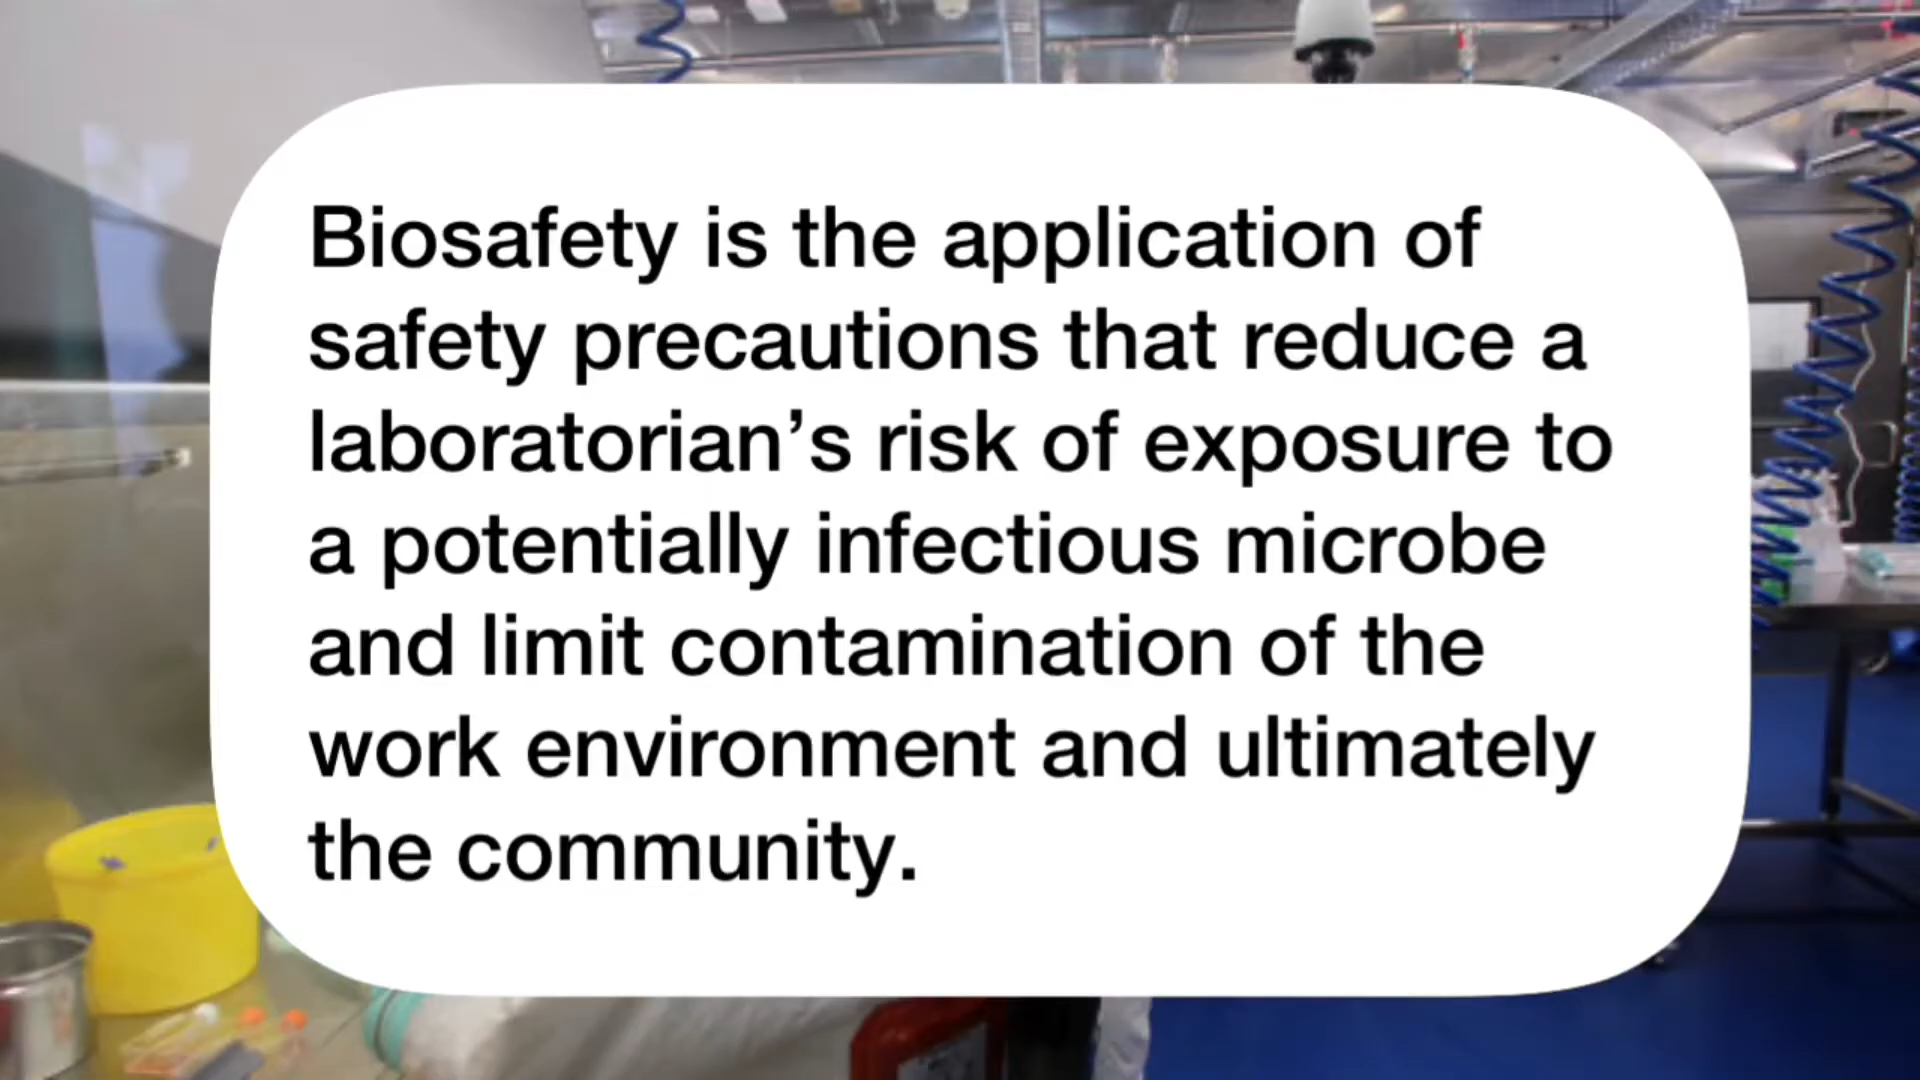 Biosafety is the application of
safety precautions that reduce a
laboratorian’s risk of exposure to
a potentially infectious microbe
and limit contamination of the
work environment and ultimately
the community.